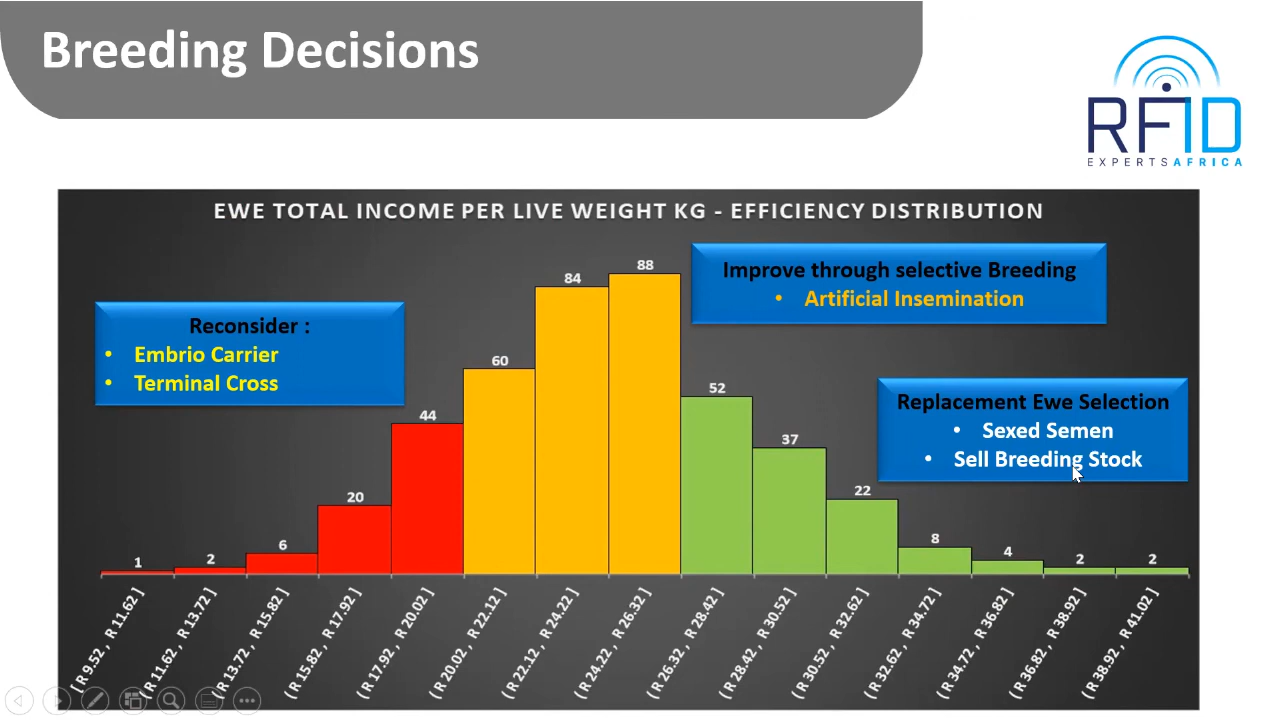 Breeding Decisions
RFID
EXPERTSAFRICA
EWE TOTAL INCOME PER LIVE WEIGHT KG - EFFICIENCY DISTRIBUTION
Improve through selective Breeding
• Artificial Insemination
Reconsider :
• Embrio Carrier
• Terminal Cross
Replacement Ewe Selection
• Sexed Semen
• Sell Breeding Stock
1
2
6
20
44
60
84
88
52
37
22
8
4
2
2
[ R 9.52 , R 11.62 ]
( R 11.62 , R 13.72 ]
( R 13.72 , R 15.82 ]
( R 15.82 , R 17.92 ]
( R 17.92 , R 20.02 ]
( R 20.02 , R 22.12 ]
( R 22.12 , R 24.22 ]
( R 24.22 , R 26.32 ]
( R 26.32 , R 28.42 ]
( R 28.42 , R 30.52 ]
( R 30.52 , R 32.62 ]
( R 32.62 , R 34.72 ]
( R 34.72 , R 36.82 ]
( R 36.82 , R 38.92 ]
( R 38.92 , R 41.02 ]